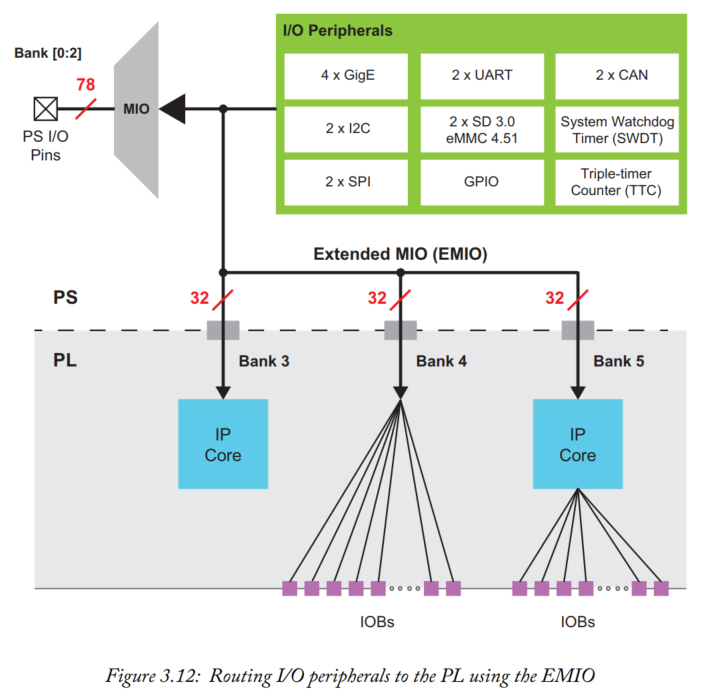 Bank [0:2]
78
PS I/O
Pins
MIO
I/O Peripherals
4 x GigE
2 x UART
2 x CAN
2 x I2C
2 x SD 3.0
eMMC 4.51
System Watchdog
Timer (SWDT)
2 x SPI
GPIO
Triple-timer
Counter (TTC)
Extended MIO (EMIO)
PS
32
32
32
PL
Bank 3
Bank 4
Bank 5
IP
Core
IP
Core
IOBs
IOBs
Figure 3.12: Routing I/O peripherals to the PL using the EMIO